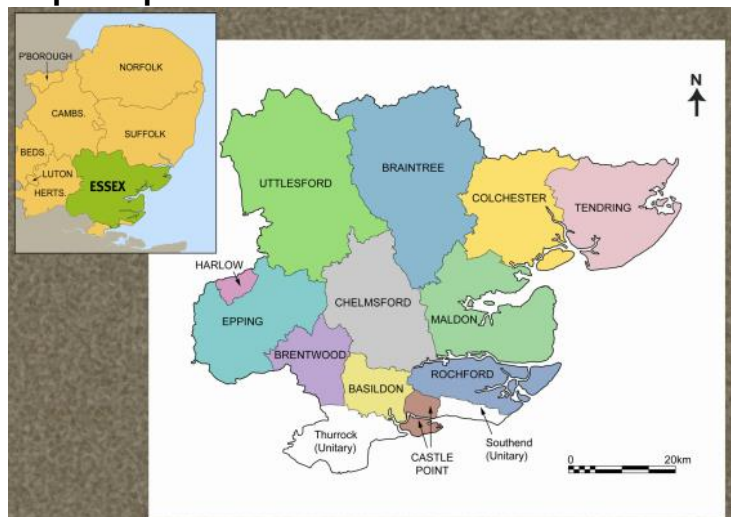 P'BOROUGH
NORFOLK
CAMBS.
SUFFOLK
BEDS.
LUTON
HERTS.
ESSEX
N
UTTLESFORD
BRAINTREE
COLCHESTER
TENDRING
HARLOW
EPPING
CHELMSFORD
MALDON
BRENTWOOD
BASILDON
ROCHFORD
Thurrock
(Unitary)
CASTLE
POINT
Southend
(Unitary)
0 20km